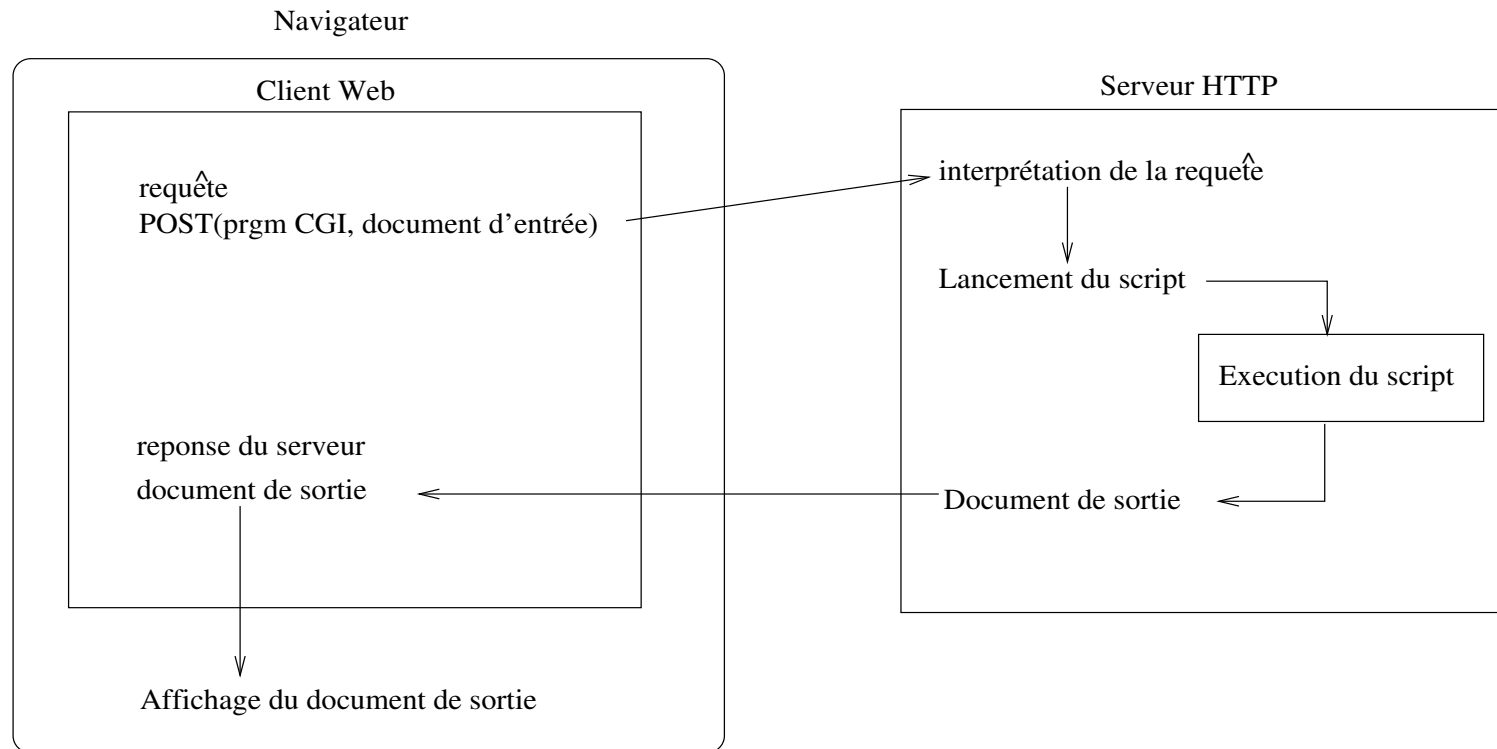 Navigateur
Client Web
requête
POST(prgm CGI, document d'entrée)
reponse du serveur
document de sortie
Affichage du document de sortie
Serveur HTTP
interprétation de la requetê
Lancement du script
Execution du script
Document de sortie